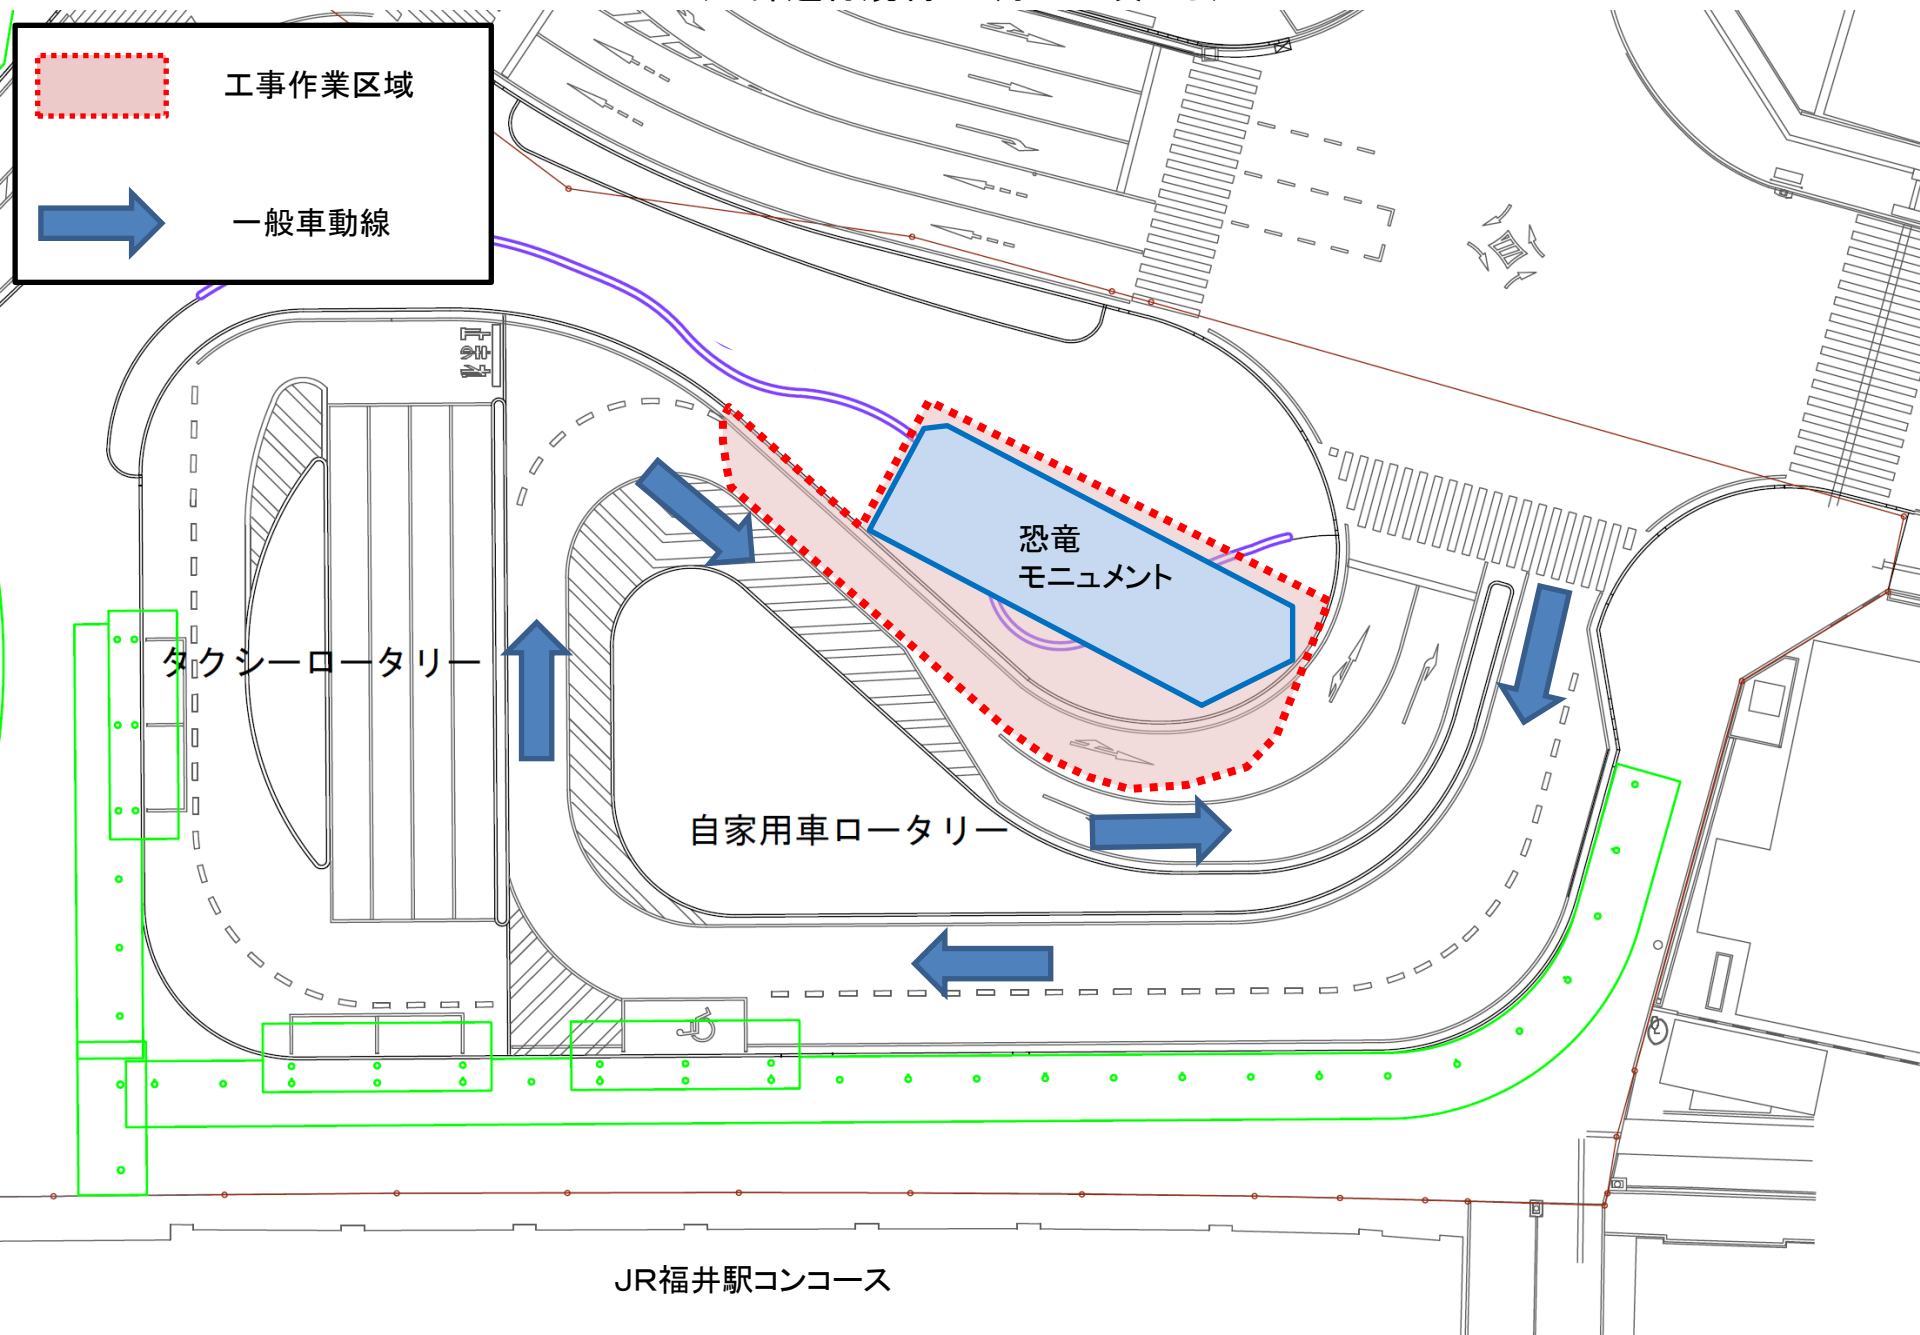 工事作業区域
一般車動線
恐竜
モニュメント
タクシーロータリー
自家用車ロータリー
JR福井駅コンコース